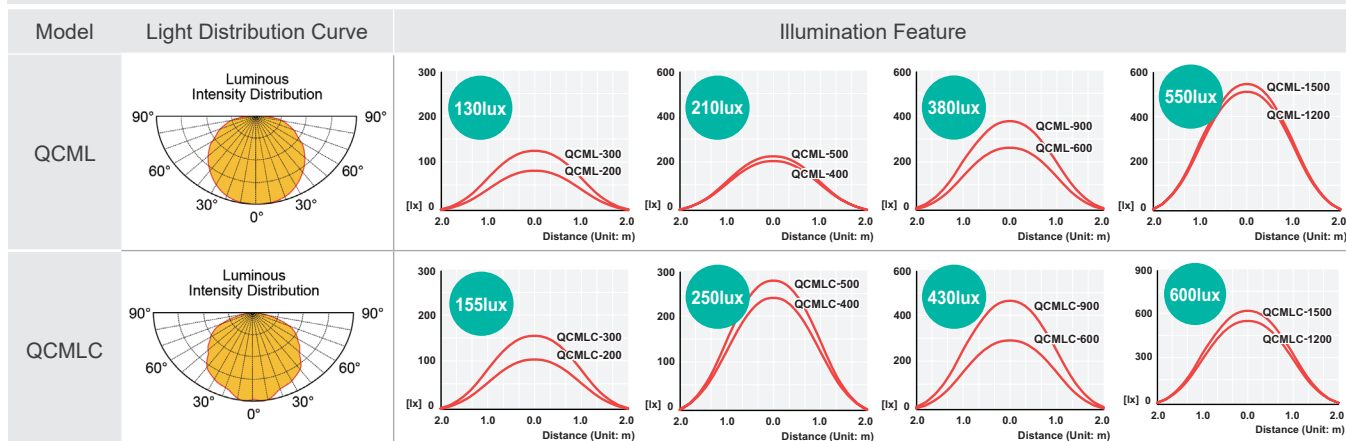 Model Light Distribution Curve Illumination Feature
QCML
Luminous
Intensity Distribution
90° 90°
60° 60°
30° 30°
0°
300
200
100
[lx] 0
130lux
QCML-300
QCML-200
2.0 1.0 0.0 1.0 2.0
Distance (Unit: m)
600
400
200
[lx] 0
210lux
QCML-500
QCML-400
2.0 1.0 0.0 1.0 2.0
Distance (Unit: m)
600
400
200
[lx] 0
380lux
QCML-900
QCML-600
2.0 1.0 0.0 1.0 2.0
Distance (Unit: m)
600
400
200
[lx] 0
550lux
QCML-1500
QCML-1200
2.0 1.0 0.0 1.0 2.0
Distance (Unit: m)
QCMLC
Luminous
Intensity Distribution
90° 90°
60° 60°
30° 30°
0°
300
200
100
[lx] 0
155lux
QCMLC-300
QCMLC-200
2.0 1.0 0.0 1.0 2.0
Distance (Unit: m)
300
200
100
[lx] 0
250lux
QCMLC-500
QCMLC-400
2.0 1.0 0.0 1.0 2.0
Distance (Unit: m)
600
400
200
[lx] 0
430lux
QCMLC-900
QCMLC-600
2.0 1.0 0.0 1.0 2.0
Distance (Unit: m)
900
600
300
[lx] 0
600lux
QCMLC-1500
QCMLC-1200
2.0 1.0 0.0 1.0 2.0
Distance (Unit: m)